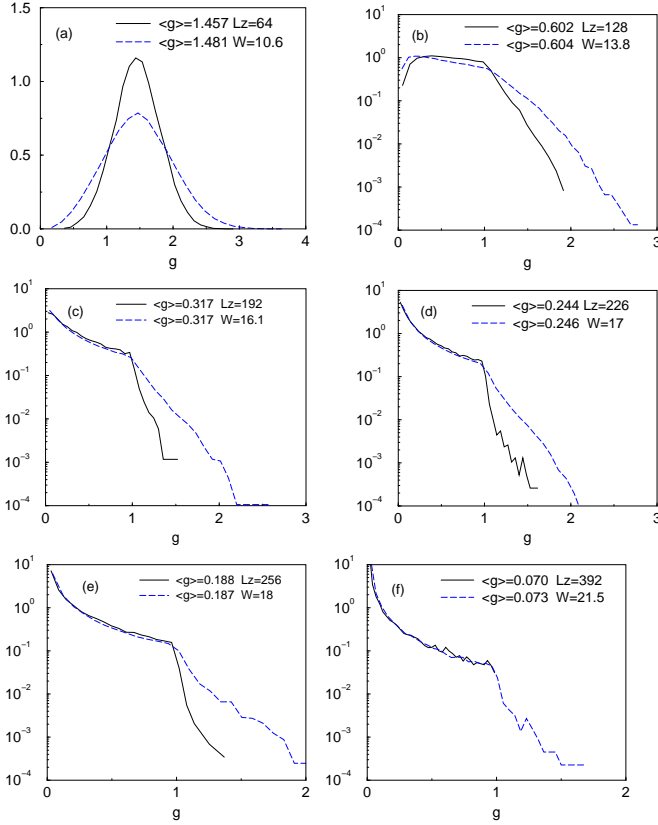 (a)
<g>=1.457 Lz=64
<g>=1.481 W=10.6
1.5
1.0
0.5
0.0
0 1 2 3 4
g
(b)
<g>=0.602 Lz=128
<g>=0.604 W=13.8
10^1
10^0
10^-1
10^-2
10^-3
10^-4
0 1 2 3
g
(c)
<g>=0.317 Lz=192
<g>=0.317 W=16.1
10^1
10^0
10^-1
10^-2
10^-3
10^-4
0 1 2 3
g
(d)
<g>=0.244 Lz=226
<g>=0.246 W=17
10^1
10^0
10^-1
10^-2
10^-3
10^-4
0 1 2 3
g
(e)
<g>=0.188 Lz=256
<g>=0.187 W=18
10^1
10^0
10^-1
10^-2
10^-3
10^-4
0 1 2
g
(f)
<g>=0.070 Lz=392
<g>=0.073 W=21.5
10^1
10^0
10^-1
10^-2
10^-3
10^-4
0 1 2
g